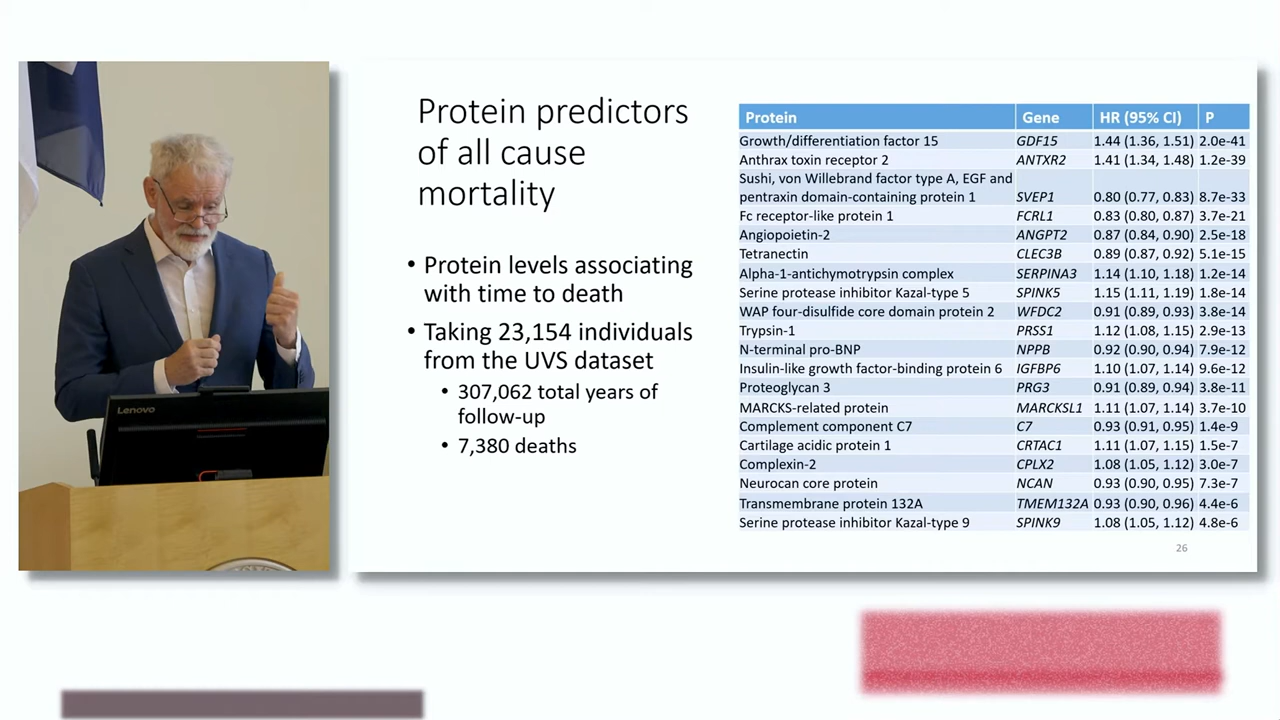 Protein predictors
of all cause
mortality
• Protein levels associating
with time to death
• Taking 23,154 individuals
from the UVS dataset
• 307,062 total years of
follow-up
• 7,380 deaths
Protein Gene HR (95% CI) P
Growth/differentiation factor 15 GDF15 1.44 (1.36, 1.51) 2.0e-41
Anthrax toxin receptor 2 ANTXR2 1.41 (1.34, 1.48) 1.2e-39
Sushi, von Willebrand factor type A, EGF and
pentraxin domain-containing protein 1 SVEP1 0.80 (0.77, 0.83) 8.7e-33
Fc receptor-like protein 1 FCRL1 0.83 (0.80, 0.87) 3.7e-21
Angiopoietin-2 ANGPT2 0.87 (0.84, 0.90) 2.5e-18
Tetranectin CLEC3B 0.89 (0.87, 0.92) 5.1e-15
Alpha-1-antichymotrypsin complex SERPINA3 1.14 (1.10, 1.18) 1.2e-14
Serine protease inhibitor Kazal-type 5 SPINK5 1.15 (1.11, 1.19) 1.8e-14
WAP four-disulfide core domain protein 2 WFDC2 0.91 (0.89, 0.93) 3.8e-14
Trypsin-1 PRSS1 1.12 (1.08, 1.15) 2.9e-13
N-terminal pro-BNP NPPB 0.92 (0.90, 0.94) 7.9e-12
Insulin-like growth factor-binding protein 6 IGFBP6 1.10 (1.07, 1.14) 9.6e-12
Proteoglycan 3 PRG3 0.91 (0.89, 0.94) 3.8e-11
MARCKS-related protein MARCKSL1 1.11 (1.07, 1.14) 3.7e-10
Complement component C7 C7 0.93 (0.91, 0.95) 1.4e-9
Cartilage acidic protein 1 CRTAC1 1.11 (1.07, 1.15) 1.5e-7
Complexin-2 CPLX2 1.08 (1.05, 1.12) 3.0e-7
Neurocan core protein NCAN 0.93 (0.90, 0.95) 7.3e-7
Transmembrane protein 132A TMEM132A 0.93 (0.90, 0.96) 4.4e-6
Serine protease inhibitor Kazal-type 9 SPINK9 1.08 (1.05, 1.12) 4.8e-6
26
Lenovo